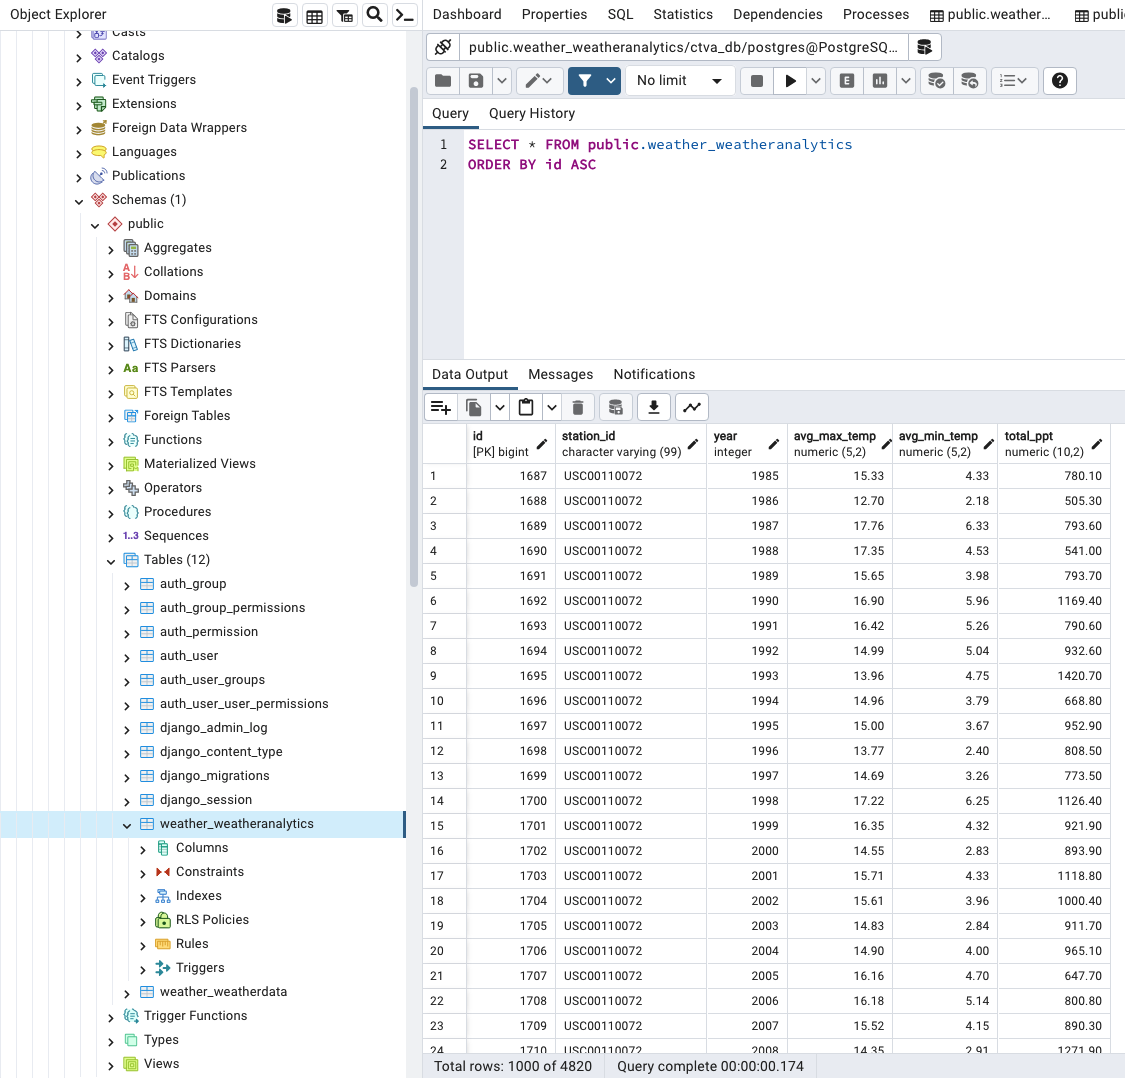 Object Explorer
Casts
Catalogs
Event Triggers
Extensions
Foreign Data Wrappers
Languages
Publications
Schemas (1)
public
Aggregates
Collations
Domains
FTS Configurations
FTS Dictionaries
Aa FTS Parsers
FTS Templates
Foreign Tables
Functions
Materialized Views
Operators
Procedures
1..3 Sequences
Tables (12)
auth_group
auth_group_permissions
auth_permission
auth_user
auth_user_groups
auth_user_user_permissions
django_admin_log
django_content_type
django_migrations
django_session
weather_weatheranalytics
Columns
Constraints
Indexes
RLS Policies
Rules
Triggers
weather_weatherdata
Trigger Functions
Types
Views
Dashboard Properties SQL Statistics Dependencies Processes public.weather... publi
public.weather_weatheranalytics/ctva_db/postgres@PostgreSQ...
No limit E
Query Query History
1 SELECT * FROM public.weather_weatheranalytics
2 ORDER BY id ASC
Data Output Messages Notifications
id station_id year avg_max_temp avg_min_temp total_ppt
[PK] bigint character varying (99) integer numeric (5,2) numeric (5,2) numeric (10,2)
1 1687 USC00110072 1985 15.33 4.33 780.10
2 1688 USC00110072 1986 12.70 2.18 505.30
3 1689 USC00110072 1987 17.76 6.33 793.60
4 1690 USC00110072 1988 17.35 4.53 541.00
5 1691 USC00110072 1989 15.65 3.98 793.70
6 1692 USC00110072 1990 16.90 5.96 1169.40
7 1693 USC00110072 1991 16.42 5.26 790.60
8 1694 USC00110072 1992 14.99 5.04 932.60
9 1695 USC00110072 1993 13.96 4.75 1420.70
10 1696 USC00110072 1994 14.96 3.79 668.80
11 1697 USC00110072 1995 15.00 3.67 952.90
12 1698 USC00110072 1996 13.77 2.40 808.50
13 1699 USC00110072 1997 14.69 3.26 773.50
14 1700 USC00110072 1998 17.22 6.25 1126.40
15 1701 USC00110072 1999 16.35 4.32 921.90
16 1702 USC00110072 2000 14.55 2.83 893.90
17 1703 USC00110072 2001 15.71 4.33 1118.80
18 1704 USC00110072 2002 15.61 3.96 1000.40
19 1705 USC00110072 2003 14.83 2.84 911.70
20 1706 USC00110072 2004 14.90 4.00 965.10
21 1707 USC00110072 2005 16.16 4.70 647.70
22 1708 USC00110072 2006 16.18 5.14 800.80
23 1709 USC00110072 2007 15.52 4.15 890.30
24 1710 USC00110072 2008 14.35 2.91 1271.90
Total rows: 1000 of 4820 Query complete 00:00:00.174